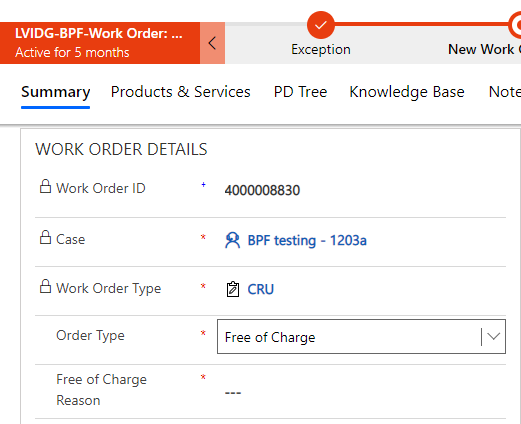 LVIDG-BPF-Work Order: ...
Active for 5 months
Exception
New Work
Summary Products & Services PD Tree Knowledge Base Note
WORK ORDER DETAILS
Work Order ID + 4000008830
Case * BPF testing - 1203a
Work Order Type * CRU
Order Type * Free of Charge
Free of Charge * ---
Reason